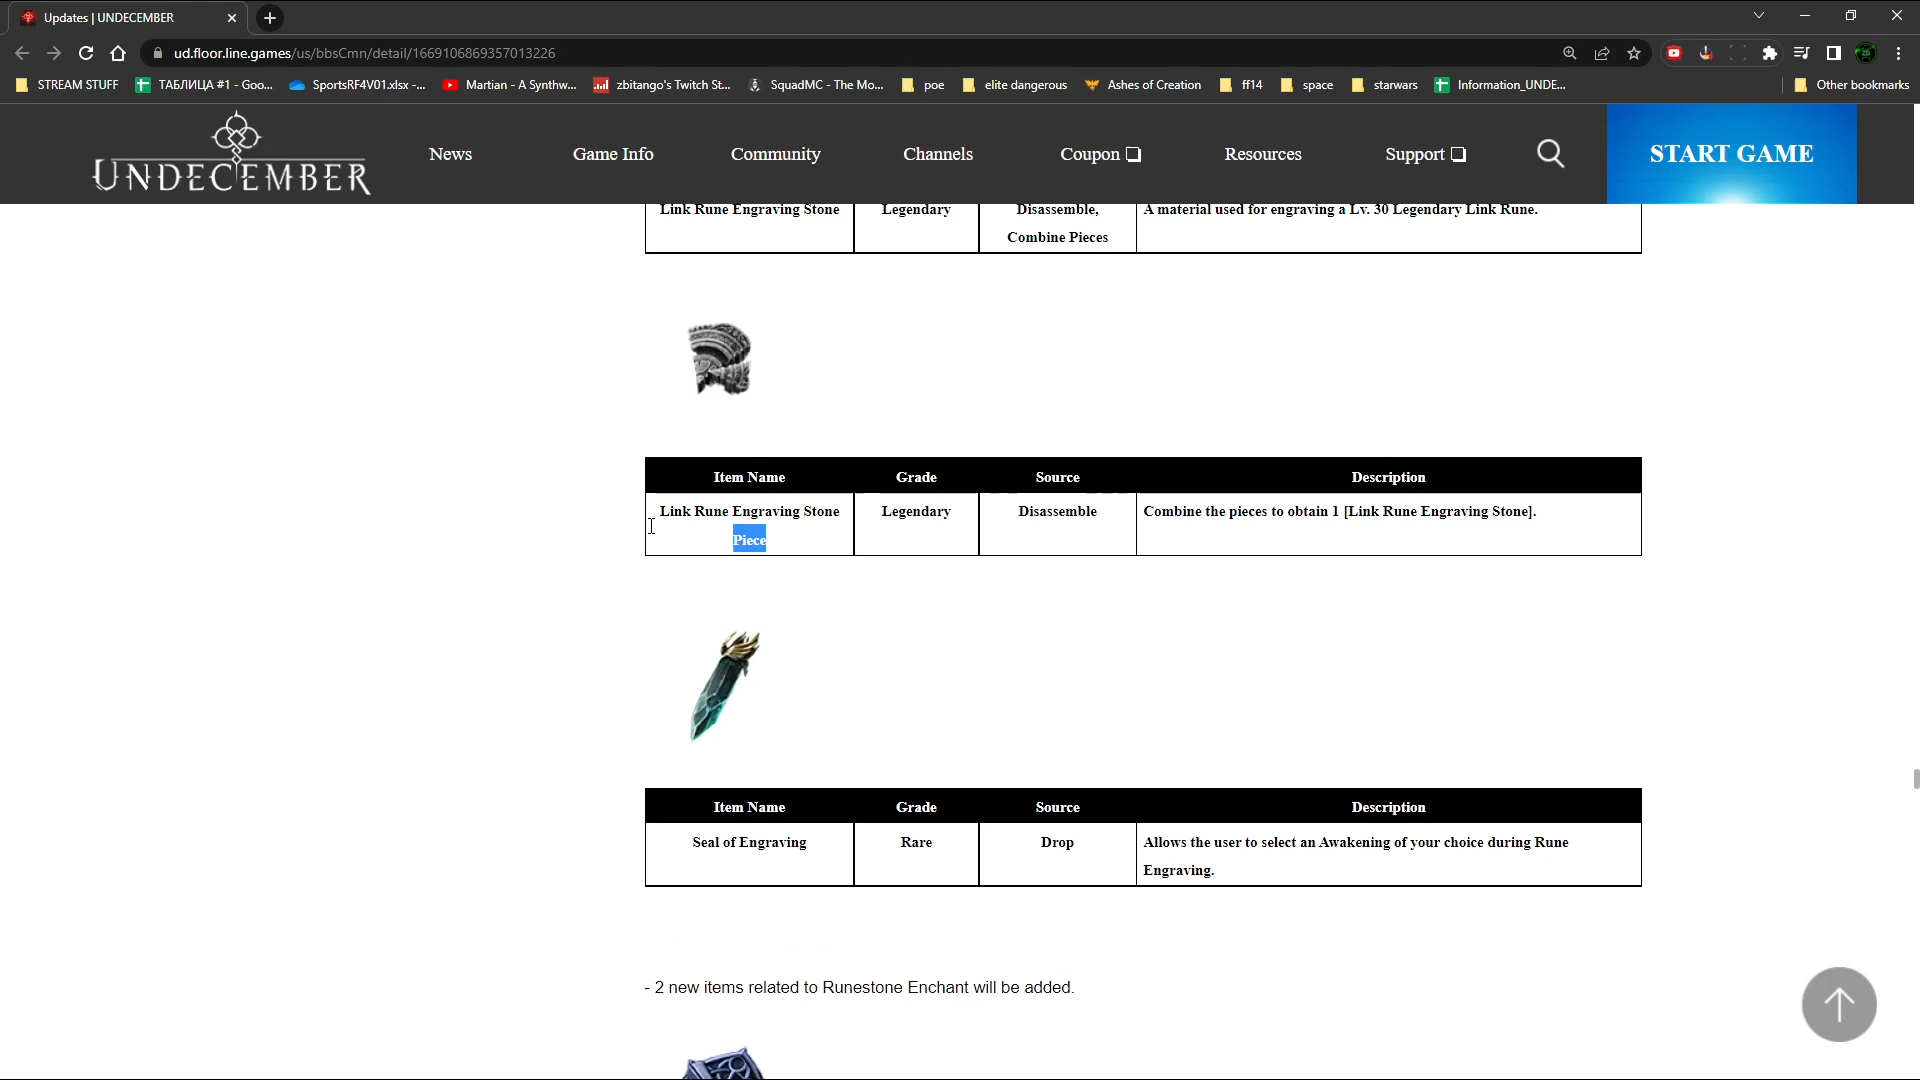 Updates | UNDECEMBER
ud.floor.line.games/us/bbsCmn/detail/1669106869357013226
STREAM STUFF
ТАБЛИЦА #1 - Goo...
SportsRF4V01.xlsx -...
Martian - A Synthw...
zbitango's Twitch St...
SquadMC - The Mo...
poe
elite dangerous
Ashes of Creation
ff14
space
starwars
Information_UNDE...
Other bookmarks
UNDECEMBER
News
Game Info
Community
Channels
Coupon
Resources
Support
START GAME
Link Rune Engraving Stone
Legendary
Disassemble,
Combine Pieces
A material used for engraving a Lv. 30 Legendary Link Rune.
Item Name
Grade
Source
Description
Link Rune Engraving Stone
Piece
Legendary
Disassemble
Combine the pieces to obtain 1 [Link Rune Engraving Stone].
Item Name
Grade
Source
Description
Seal of Engraving
Rare
Drop
Allows the user to select an Awakening of your choice during Rune
Engraving.
- 2 new items related to Runestone Enchant will be added.